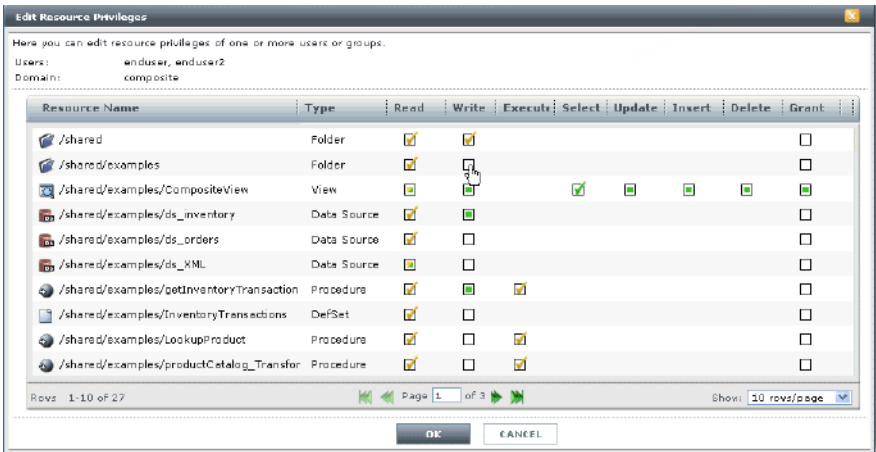 Edit Resource Privileges
Here you can edit resource privileges of one or more users or groups.
Users: enduser, enduser2
Domain: composite
Resource Name Type Read Write Execute Select Update Insert Delete Grant
/shared Folder
/shared/examples Folder
/shared/examples/CompositeView View
/shared/examples/ds_inventory Data Source
/shared/examples/ds_orders Data Source
/shared/examples/ds_XML Data Source
/shared/examples/getInventoryTransaction Procedure
/shared/examples/InventoryTransactions DefSet
/shared/examples/LookupProduct Procedure
/shared/examples/productCatalog_Transfor Procedure
Rows 1-10 of 27 Page 1 of 3 Show: 10 rows/page
OK CANCEL